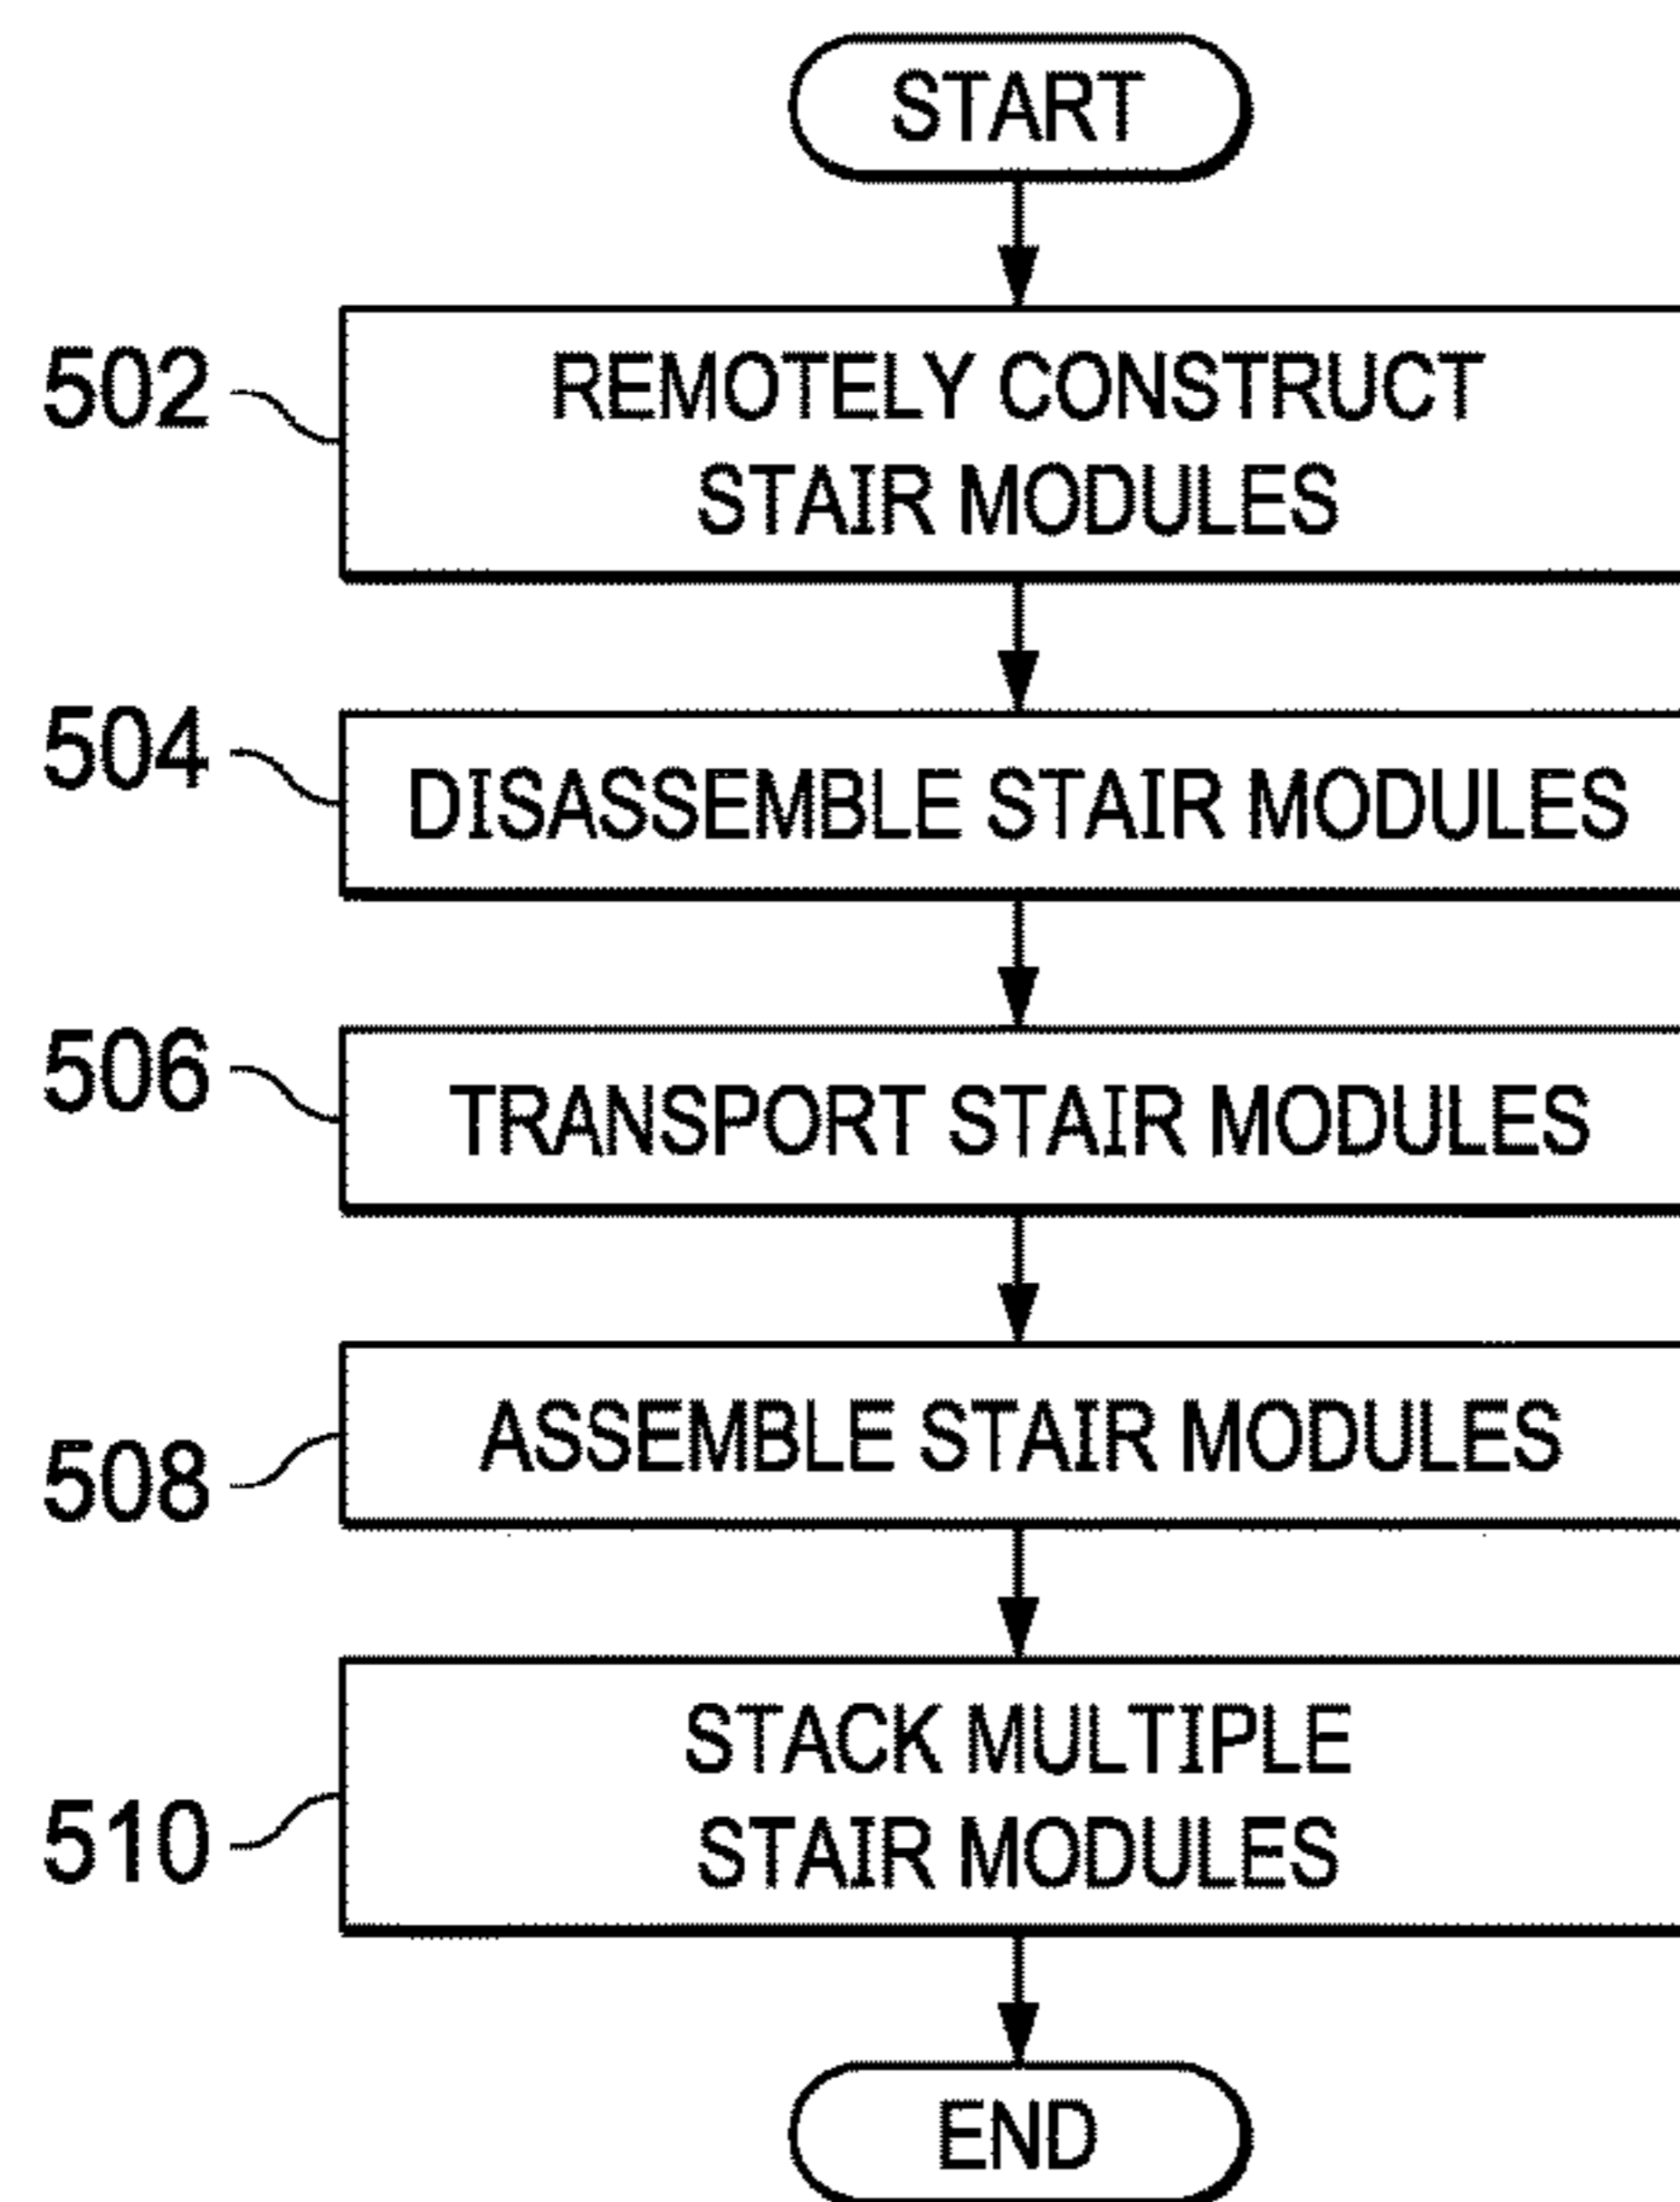 START
502
REMOTELY CONSTRUCT
STAIR MODULES
504
DISASSEMBLE STAIR MODULES
506
TRANSPORT STAIR MODULES
508
ASSEMBLE STAIR MODULES
510
STACK MULTIPLE
STAIR MODULES
END